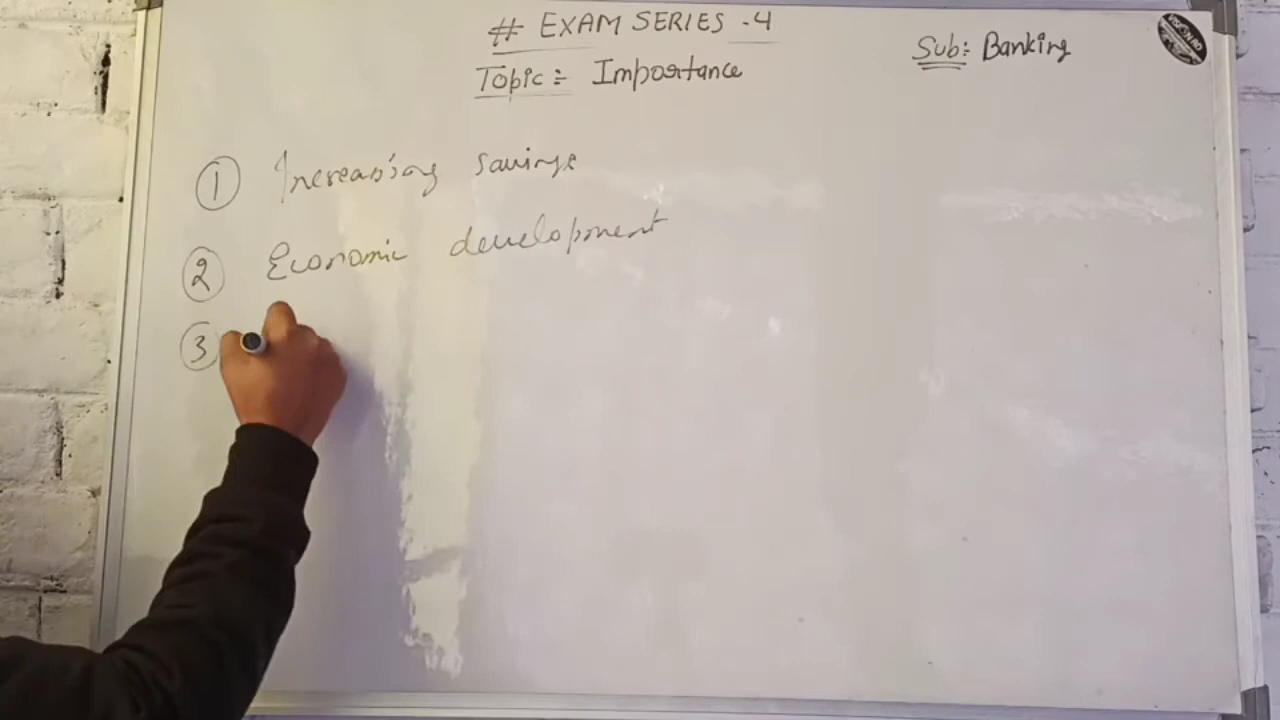 # EXAM SERIES - 4
Sub:- Banking
Topic :- Importance
① Increasing savings
② Economic development
③